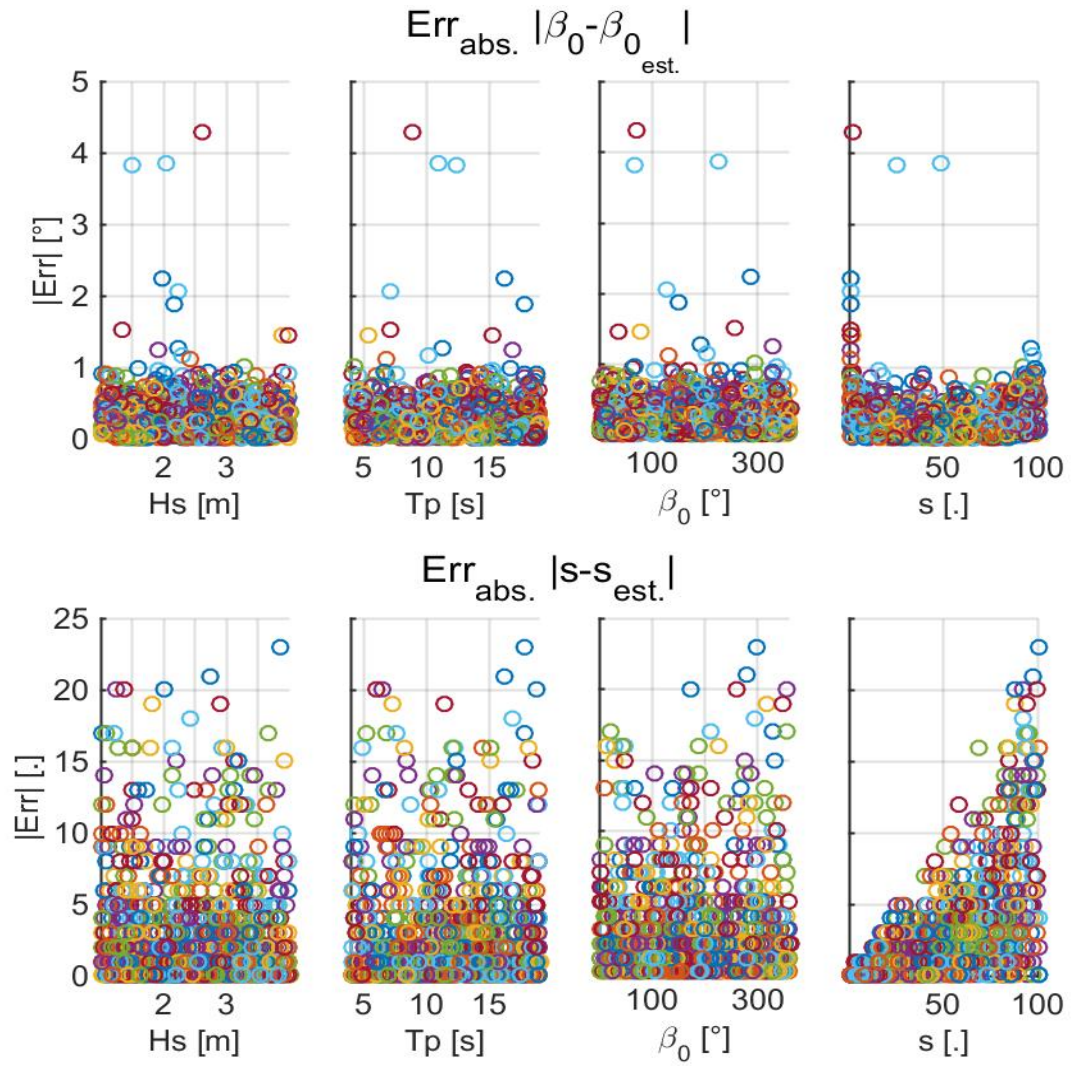 Err_abs. |β_0-β_0_est. |
5
4
3
2
1
0
|Err| [°]
2 3
5 10 15
100 300
50 100
Hs [m]
Tp [s]
β_0 [°]
s [.]
Err_abs. |s-s_est.|
25
20
15
10
5
0
|Err| [.]
2 3
5 10 15
100 300
50 100
Hs [m]
Tp [s]
β_0 [°]
s [.]